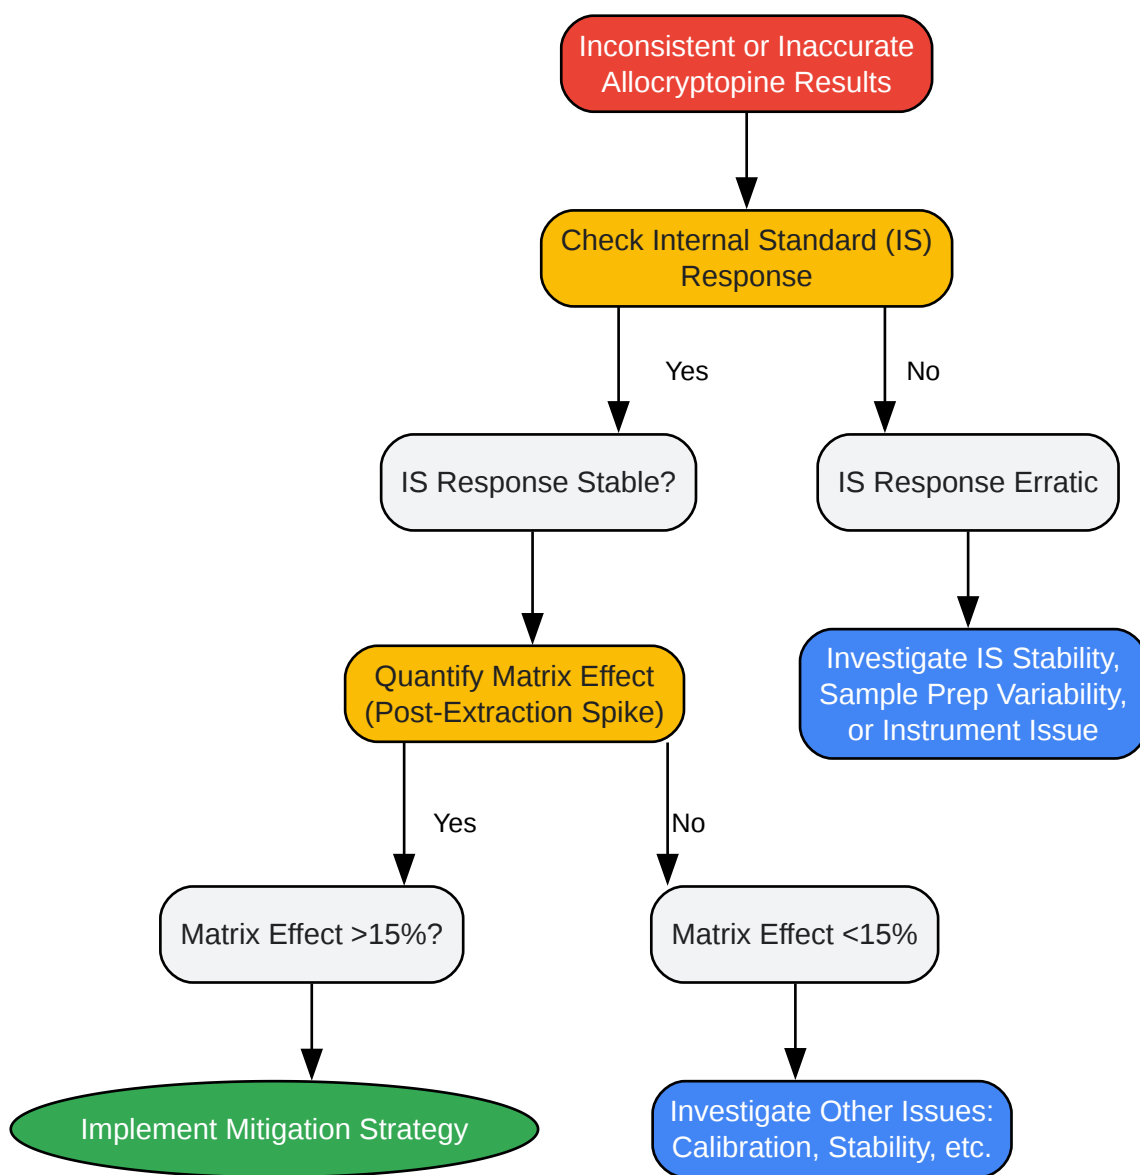 Inconsistent or Inaccurate
Allocryptopine Results
Check Internal Standard (IS)
Response
Yes
No
IS Response Stable?
IS Response Erratic
Quantify Matrix Effect
(Post-Extraction Spike)
Investigate IS Stability,
Sample Prep Variability,
or Instrument Issue
Yes
No
Matrix Effect >15%?
Matrix Effect <15%
Implement Mitigation Strategy
Investigate Other Issues:
Calibration, Stability, etc.